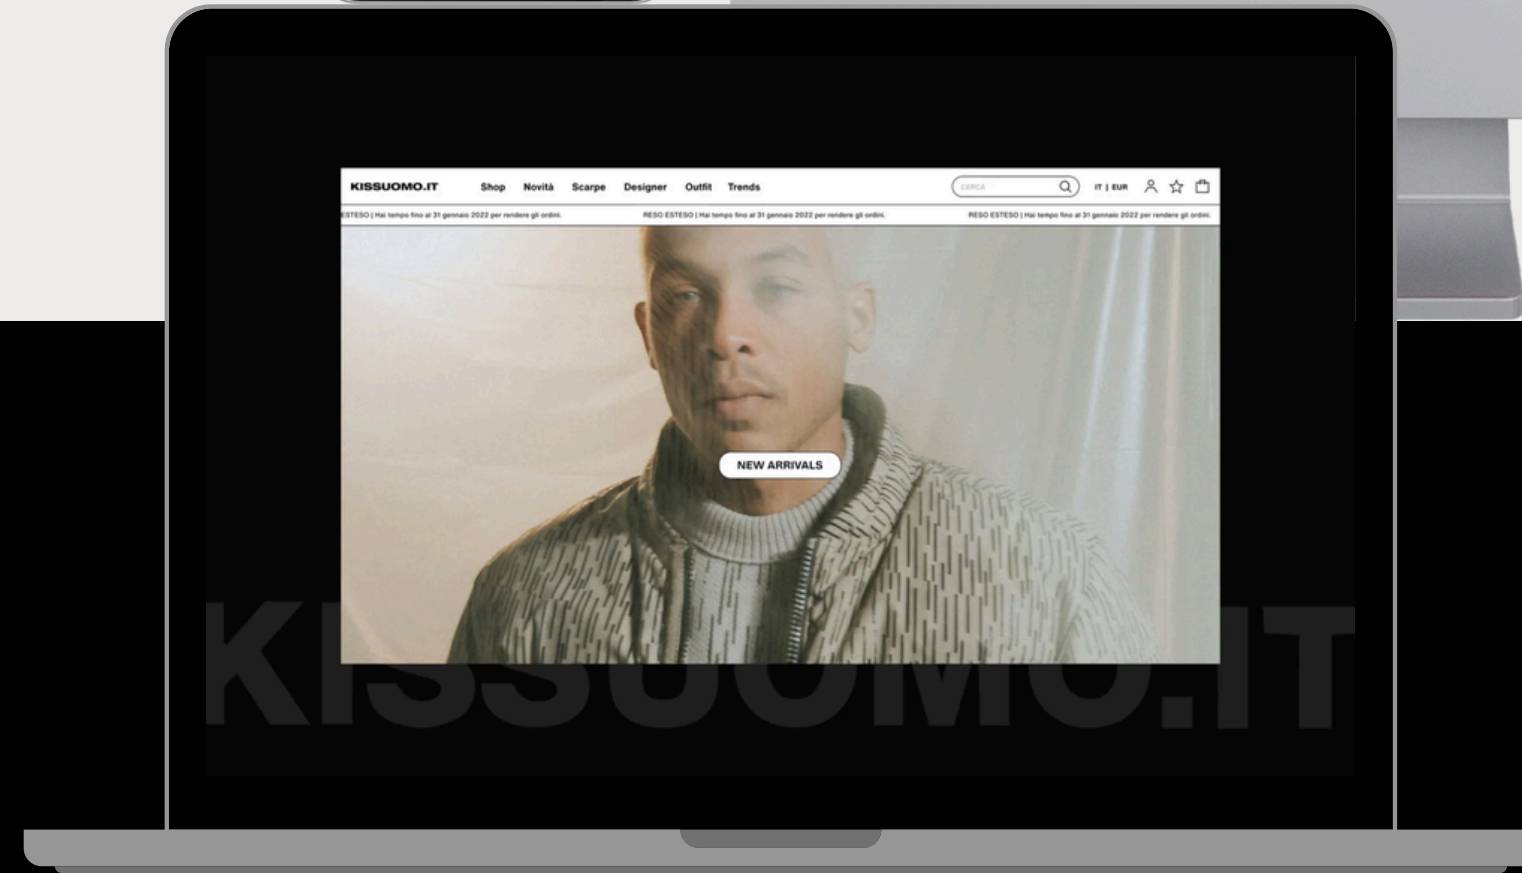 KISSUOMO.IT Shop Novità Scarpe Designer Outfit Trends CERCA IT | EUR
ESTESO | Hai tempo fino al 31 gennaio 2022 per rendere gli ordini. RESO ESTESO | Hai tempo fino al 31 gennaio 2022 per rendere gli ordini. RESO ESTESO | Hai tempo fino al 31 gennaio 2022 per rendere gli ordini.
NEW ARRIVALS
KISSUOMO.IT